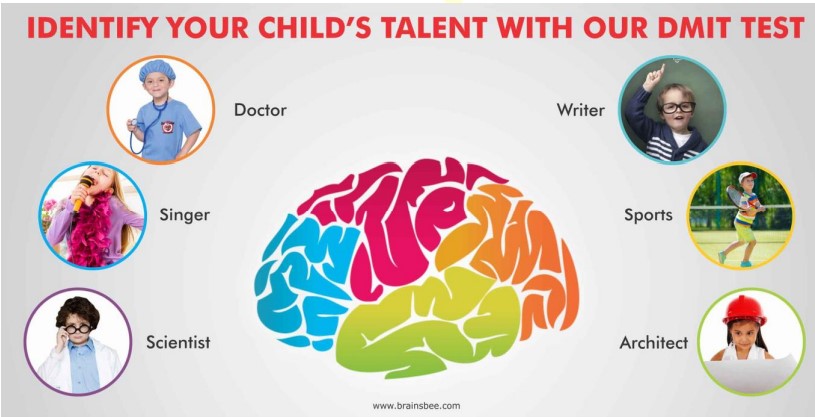 IDENTIFY YOUR CHILD'S TALENT WITH OUR DMIT TEST
Doctor
Writer
Singer
Sports
Scientist
Architect
www.brainsbee.com